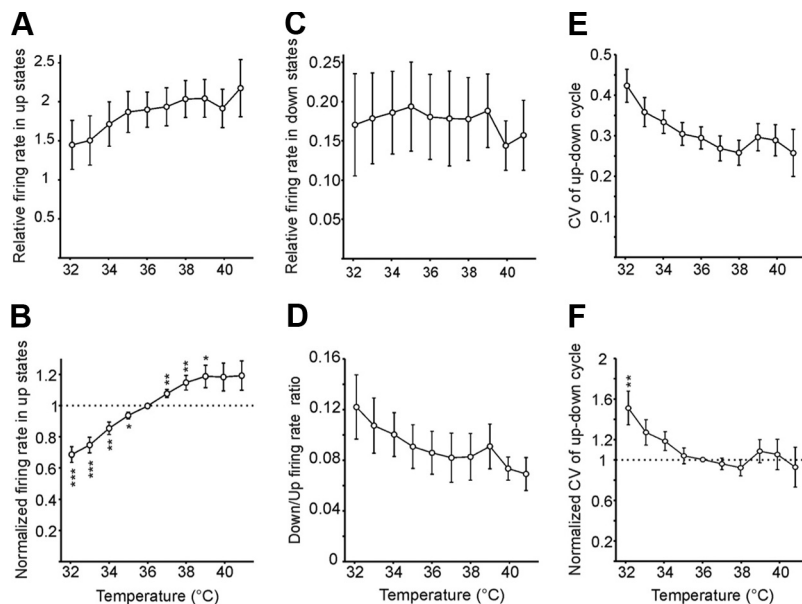 A
Relative firing rate in up states
2.5
2
1.5
1
0.5
32 34 36 38 40
C
Relative firing rate in down states
0.20
0.15
0.10
0.05
32 34 36 38 40
E
CV of up-down cycle
0.5
0.3
0.1
32 34 36 38 40
B
Normalized firing rate in up states
1.2
1
0.8
0.6
0.4
0.2
***
***
**
*
**
**
*
32 34 36 38 40
Temperature (°C)
D
Down/Up firing rate ratio
0.16
0.12
0.08
0.04
0
32 34 36 38 40
Temperature (°C)
F
Normalized CV of up-down cycle
2
1.6
1.2
1
0.6
0.2
**
32 34 36 38 40
Temperature (°C)